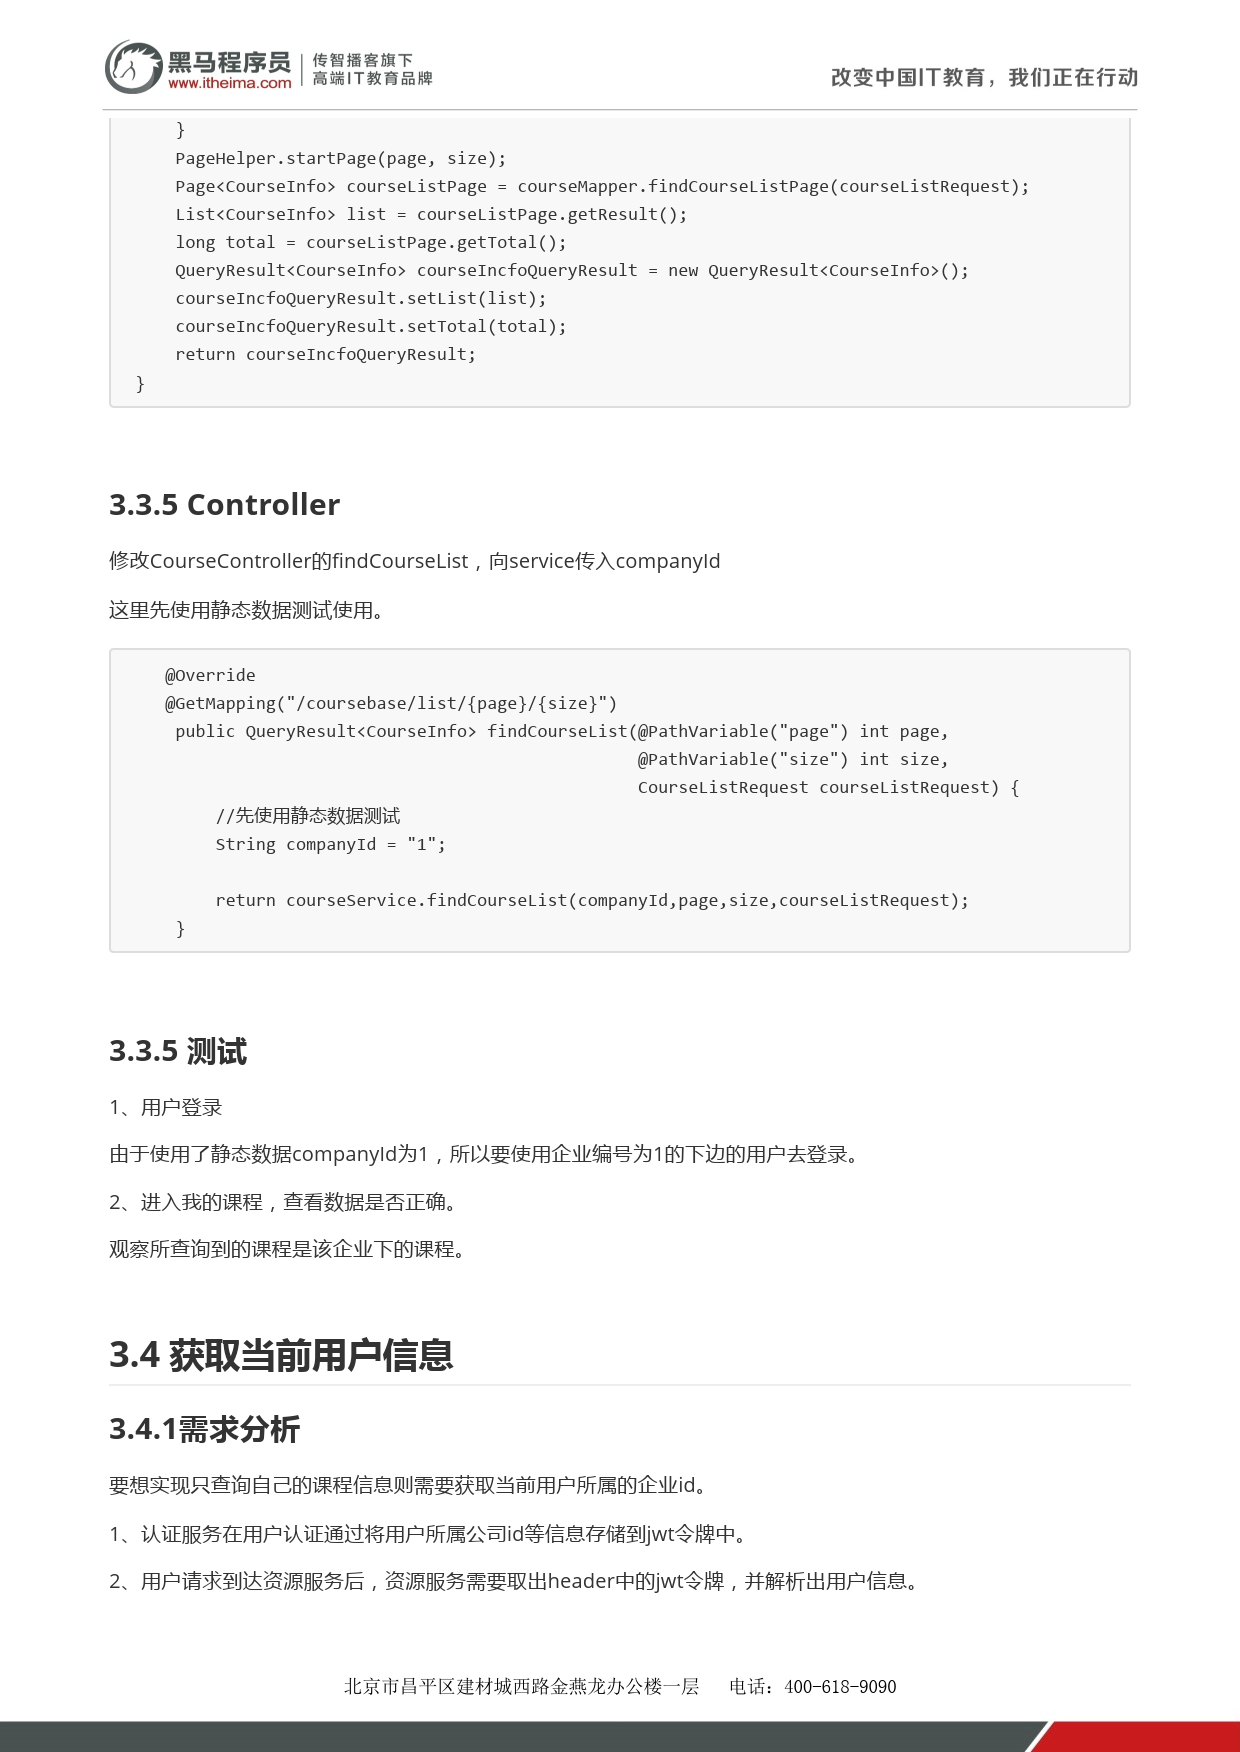 黑马程序员
www.itheima.com
传智播客旗下
高端IT教育品牌
改变中国IT教育，我们正在行动
    }
    PageHelper.startPage(page, size);
    Page<CourseInfo> courseListPage = courseMapper.findCourseListPage(courseListRequest);
    List<CourseInfo> list = courseListPage.getResult();
    long total = courseListPage.getTotal();
    QueryResult<CourseInfo> courseIncfoQueryResult = new QueryResult<CourseInfo>();
    courseIncfoQueryResult.setList(list);
    courseIncfoQueryResult.setTotal(total);
    return courseIncfoQueryResult;
}
3.3.5 Controller
修改CourseController的findCourseList，向service传入companyId
这里先使用静态数据测试使用。
    @Override
    @GetMapping("/coursebase/list/{page}/{size}")
     public QueryResult<CourseInfo> findCourseList(@PathVariable("page") int page,
                                                   @PathVariable("size") int size,
                                                   CourseListRequest courseListRequest) {
         //先使用静态数据测试
         String companyId = "1";
         return courseService.findCourseList(companyId,page,size,courseListRequest);
     }
3.3.5 测试
1、用户登录
由于使用了静态数据companyId为1，所以要使用企业编号为1的下边的用户去登录。
2、进入我的课程，查看数据是否正确。
观察所查询到的课程是该企业下的课程。
3.4 获取当前用户信息
3.4.1需求分析
要想实现只查询自己的课程信息则需要获取当前用户所属的企业id。
1、认证服务在用户认证通过将用户所属公司id等信息存储到jwt令牌中。
2、用户请求到达资源服务后，资源服务需要取出header中的jwt令牌，并解析出用户信息。
北京市昌平区建材城西路金燕龙办公楼一层 电话：400-618-9090